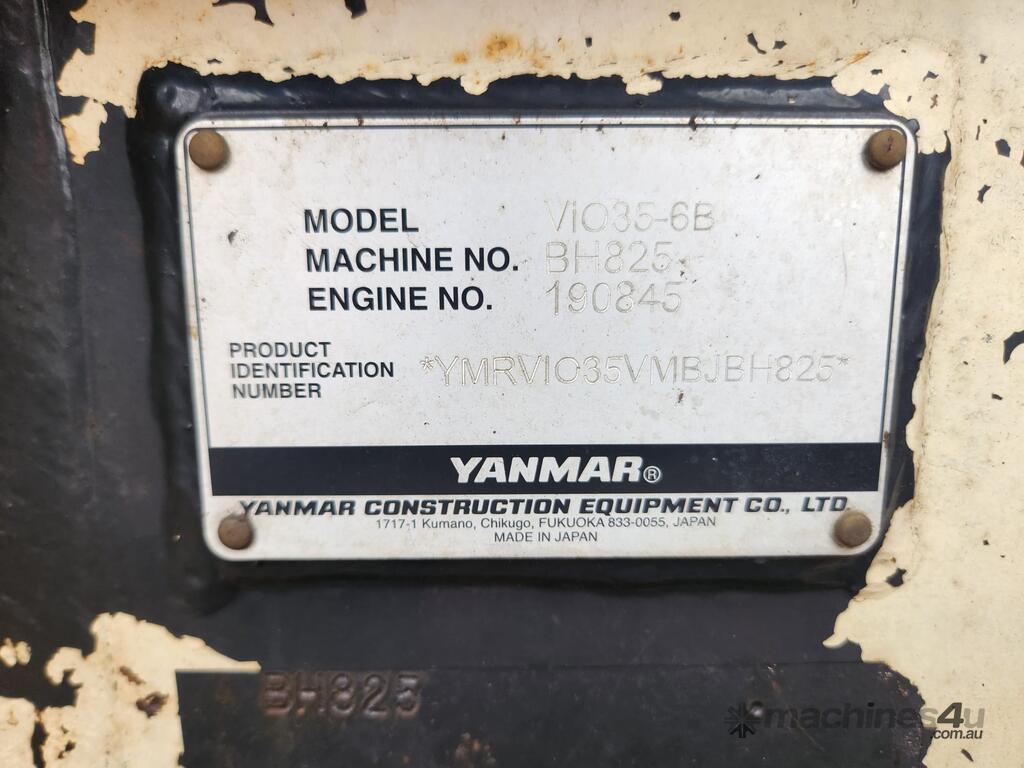 MODEL VIO35-6B
MACHINE NO. BH825
ENGINE NO. 190845
PRODUCT
IDENTIFICATION
NUMBER
*YMRVIO35VMBJBH825*
YANMAR®
YANMAR CONSTRUCTION EQUIPMENT CO., LTD.
1717-1 Kumano, Chikugo, FUKUOKA 833-0055, JAPAN
MADE IN JAPAN
BH825
machines4u
.com.au